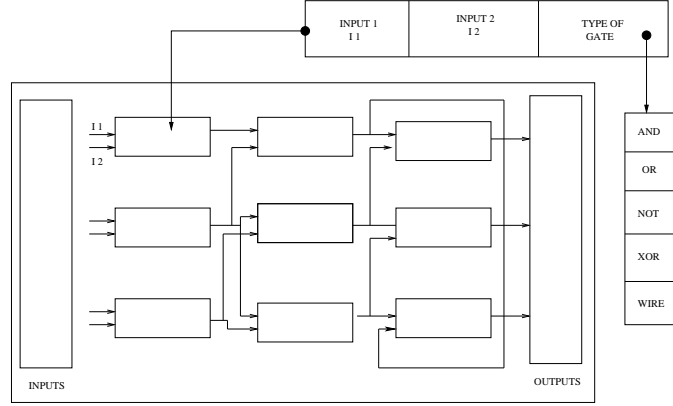 INPUT 1
I 1
INPUT 2
I 2
TYPE OF
GATE
I 1
I 2
AND
OR
NOT
XOR
WIRE
INPUTS
OUTPUTS